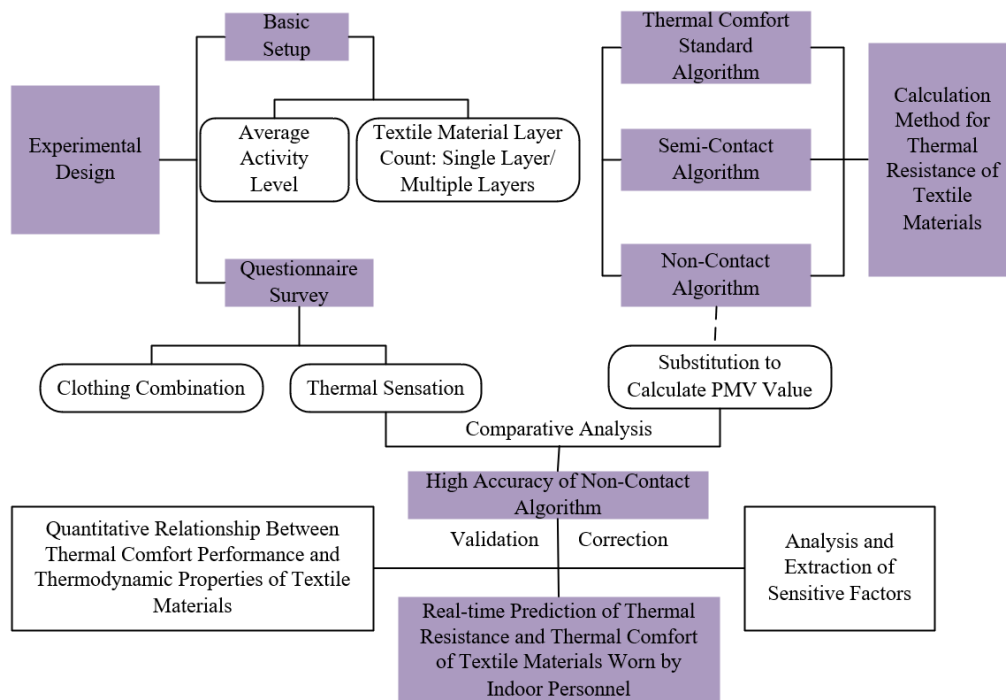 Basic
Setup
Experimental
Design
Average
Activity
Level
Textile Material Layer
Count: Single Layer/
Multiple Layers
Questionnaire
Survey
Clothing Combination
Thermal Sensation
Thermal Comfort
Standard
Algorithm
Semi-Contact
Algorithm
Non-Contact
Algorithm
Calculation
Method for
Thermal
Resistance of
Textile
Materials
Substitution to
Calculate PMV Value
Comparative Analysis
High Accuracy of Non-Contact
Algorithm
Validation
Correction
Quantitative Relationship Between
Thermal Comfort Performance and
Thermodynamic Properties of Textile
Materials
Analysis and
Extraction of
Sensitive Factors
Real-time Prediction of Thermal
Resistance and Thermal Comfort
of Textile Materials Worn by
Indoor Personnel